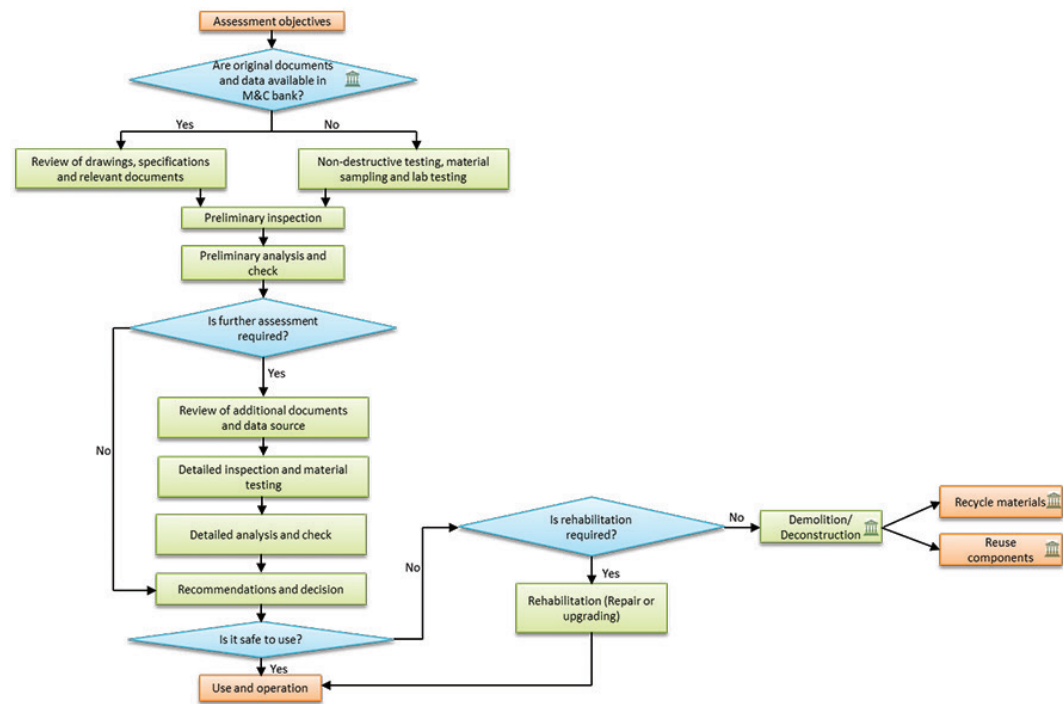 Assessment objectives
Are original documents
and data available in
M&C bank?
Yes
No
Review of drawings, specifications
and relevant documents
Non-destructive testing, material
sampling and lab testing
Preliminary inspection
Preliminary analysis and
check
Is further assessment
required?
Yes
No
Review of additional documents
and data source
Detailed inspection and material
testing
Detailed analysis and check
Recommendations and decision
Is it safe to use?
Yes
Use and operation
No
Is rehabilitation
required?
Yes
Rehabilitation (Repair or
upgrading)
No
Demolition/
Deconstruction
Recycle materials
Reuse
components